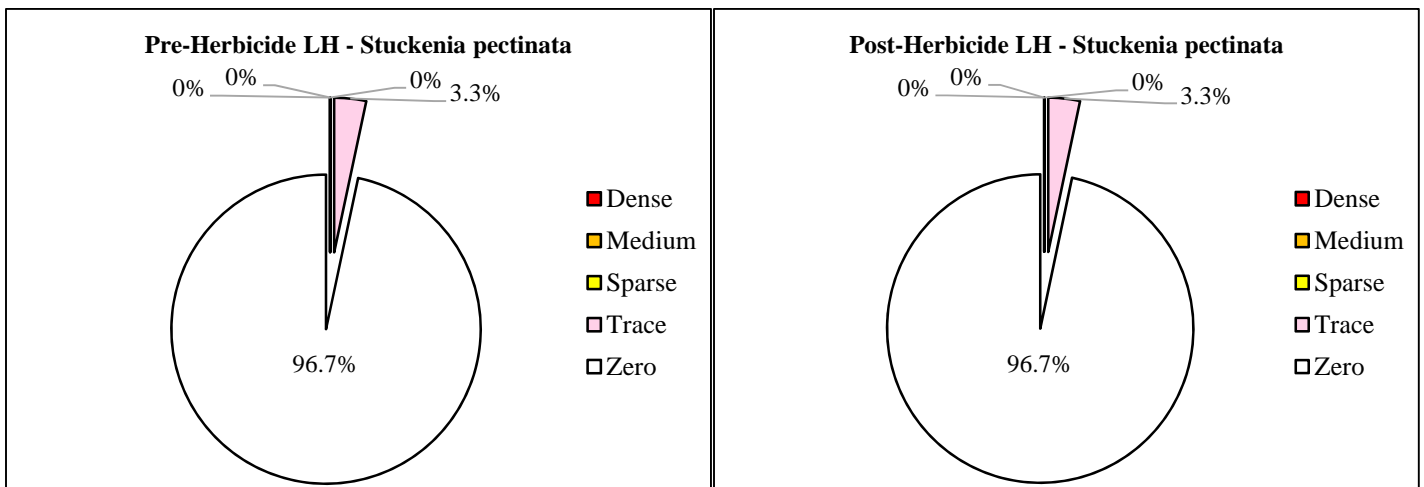 Pre-Herbicide LH - Stuckenia pectinata
0%
0%
0%
3.3%
96.7%
Dense
Medium
Sparse
Trace
Zero
Post-Herbicide LH - Stuckenia pectinata
0%
0%
0%
3.3%
96.7%
Dense
Medium
Sparse
Trace
Zero